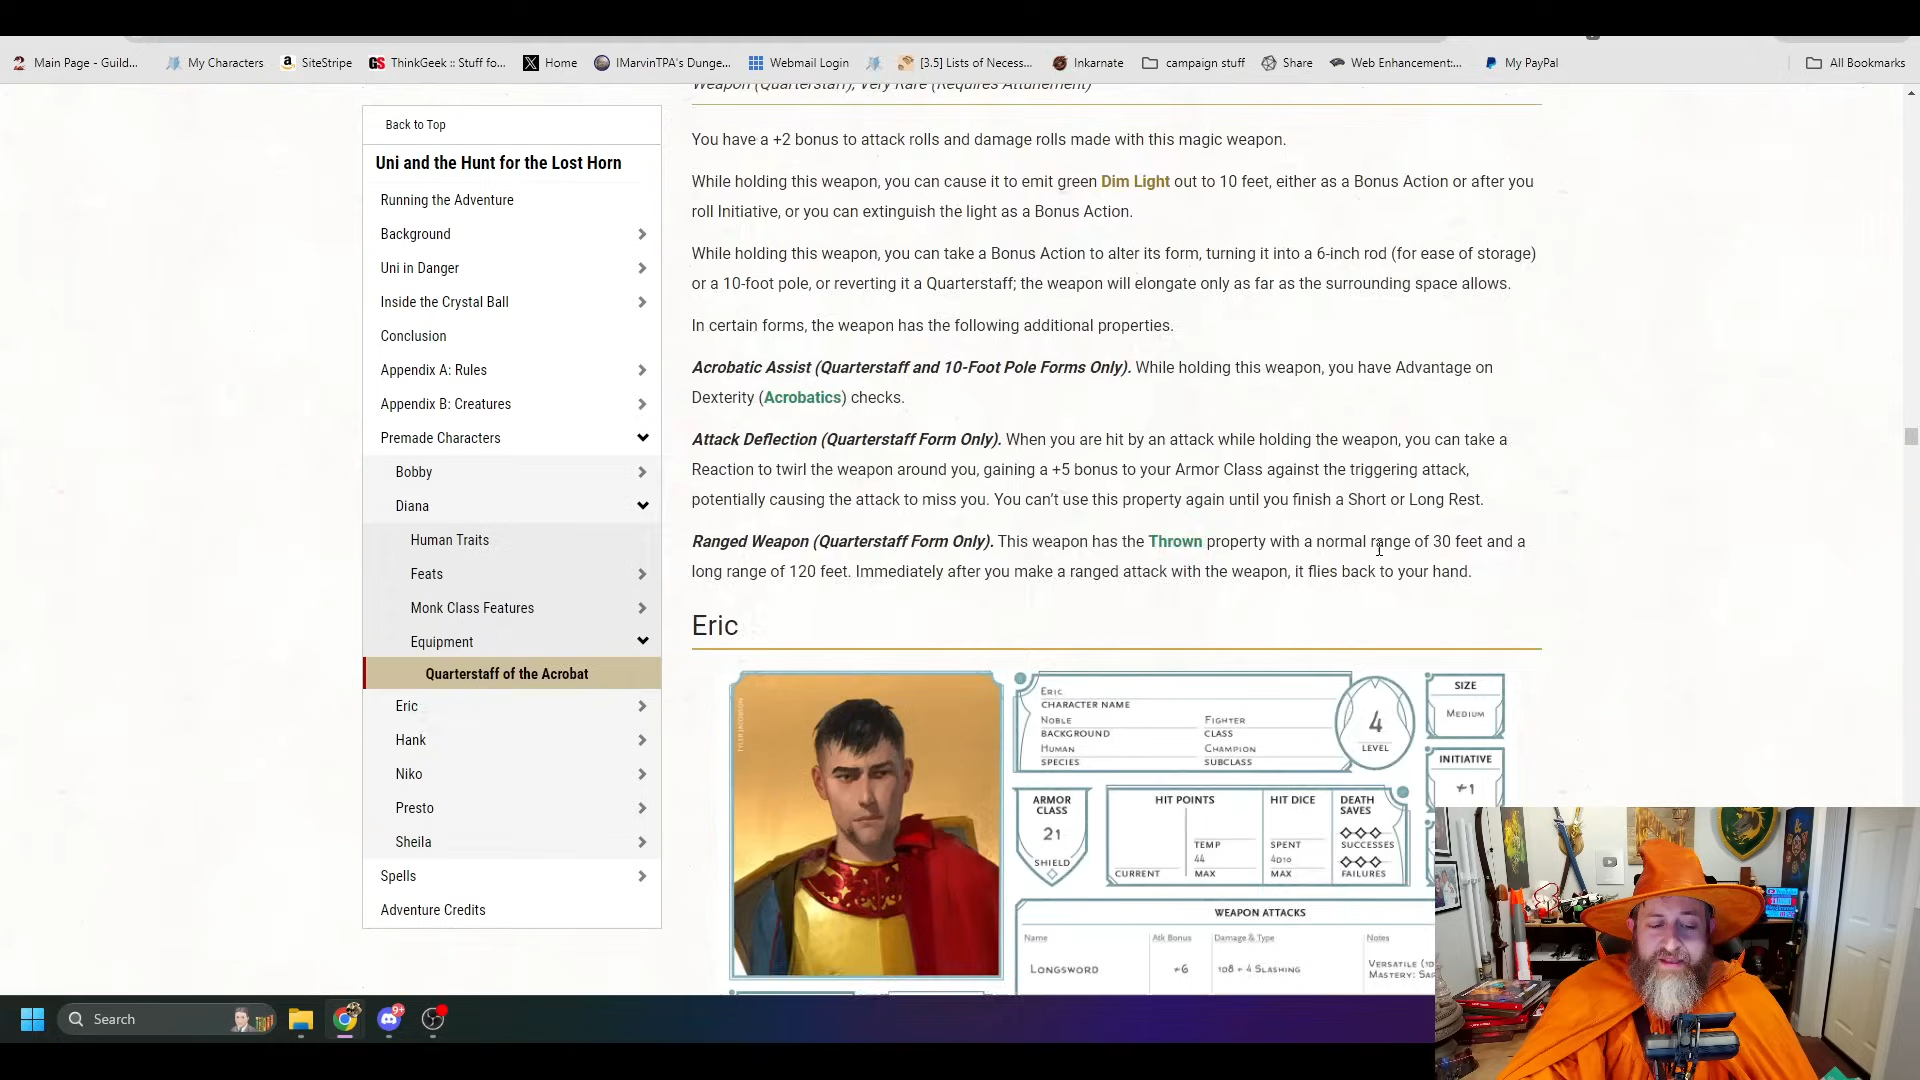 Main Page - Guild...
My Characters
SiteStripe
ThinkGeek :: Stuff fo...
Home
IMarvinTPA's Dunge...
Webmail Login
[3.5] Lists of Necess...
Inkarnate
campaign stuff
Share
Web Enhancement:...
My PayPal
All Bookmarks
Weapon (Quarterstaff), Very Rare (Requires Attunement)
Back to Top
Uni and the Hunt for the Lost Horn
Running the Adventure
Background
Uni in Danger
Inside the Crystal Ball
Conclusion
Appendix A: Rules
Appendix B: Creatures
Premade Characters
Bobby
Diana
Human Traits
Feats
Monk Class Features
Equipment
Quarterstaff of the Acrobat
Eric
Hank
Niko
Presto
Sheila
Spells
Adventure Credits
You have a +2 bonus to attack rolls and damage rolls made with this magic weapon.
While holding this weapon, you can cause it to emit green Dim Light out to 10 feet, either as a Bonus Action or after you
roll Initiative, or you can extinguish the light as a Bonus Action.
While holding this weapon, you can take a Bonus Action to alter its form, turning it into a 6-inch rod (for ease of storage)
or a 10-foot pole, or reverting it a Quarterstaff; the weapon will elongate only as far as the surrounding space allows.
In certain forms, the weapon has the following additional properties.
Acrobatic Assist (Quarterstaff and 10-Foot Pole Forms Only). While holding this weapon, you have Advantage on
Dexterity (Acrobatics) checks.
Attack Deflection (Quarterstaff Form Only). When you are hit by an attack while holding the weapon, you can take a
Reaction to twirl the weapon around you, gaining a +5 bonus to your Armor Class against the triggering attack,
potentially causing the attack to miss you. You can't use this property again until you finish a Short or Long Rest.
Ranged Weapon (Quarterstaff Form Only). This weapon has the Thrown property with a normal range of 30 feet and a
long range of 120 feet. Immediately after you make a ranged attack with the weapon, it flies back to your hand.
Eric
TYLER JACOBSON
ERIC
CHARACTER NAME
NOBLE
BACKGROUND
FIGHTER
CLASS
HUMAN
SPECIES
CHAMPION
SUBCLASS
4
LEVEL
SIZE
MEDIUM
INITIATIVE
+1
ARMOR
CLASS
21
SHIELD
HIT POINTS
CURRENT
TEMP
44
MAX
HIT DICE
SPENT
4D10
MAX
DEATH
SAVES
SUCCESSES
FAILURES
WEAPON ATTACKS
Name
Atk Bonus
Damage & Type
Notes
LONGSWORD
+6
1D8 + 4 SLASHING
VERSATILE (1D
MASTERY: SA
Search
9+